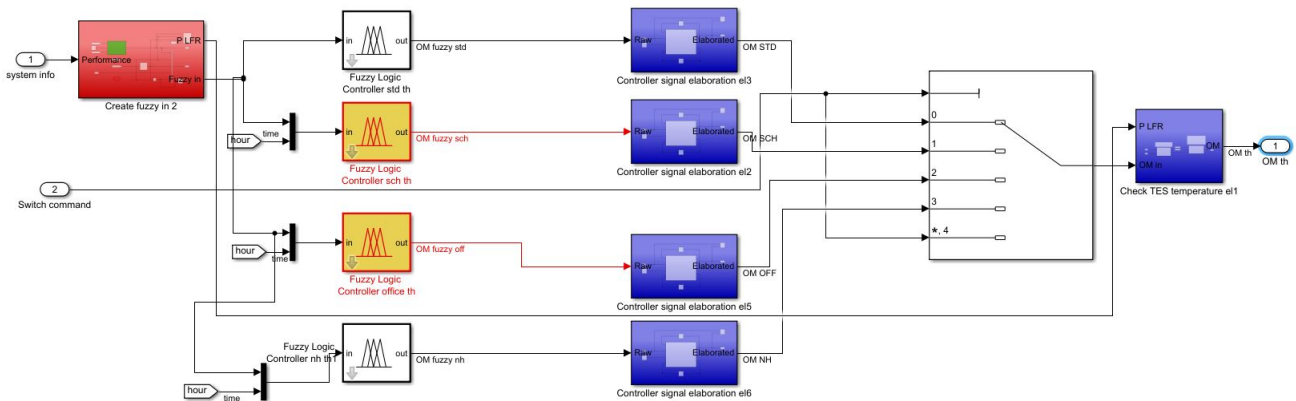 1
system info
Performance
P LFR
Fuzzy in
Create fuzzy in 2
in
out
OM fuzzy std
Fuzzy Logic
Controller std th
Raw
Elaborated
OM STD
Controller signal elaboration el3
hour
time
in
out
OM fuzzy sch
Fuzzy Logic
Controller sch th
Raw
Elaborated
OM SCH
Controller signal elaboration el2
2
Switch command
hour
time
in
out
OM fuzzy off
Fuzzy Logic
Controller office th
Raw
Elaborated
OM OFF
Controller signal elaboration el5
hour
time
Fuzzy Logic
Controller nh th1
in
out
OM fuzzy nh
Raw
Elaborated
OM NH
Controller signal elaboration el6
0
1
2
3
*, 4
P LFR
OM in
OM
Check TES temperature el1
OM th
1
OM th